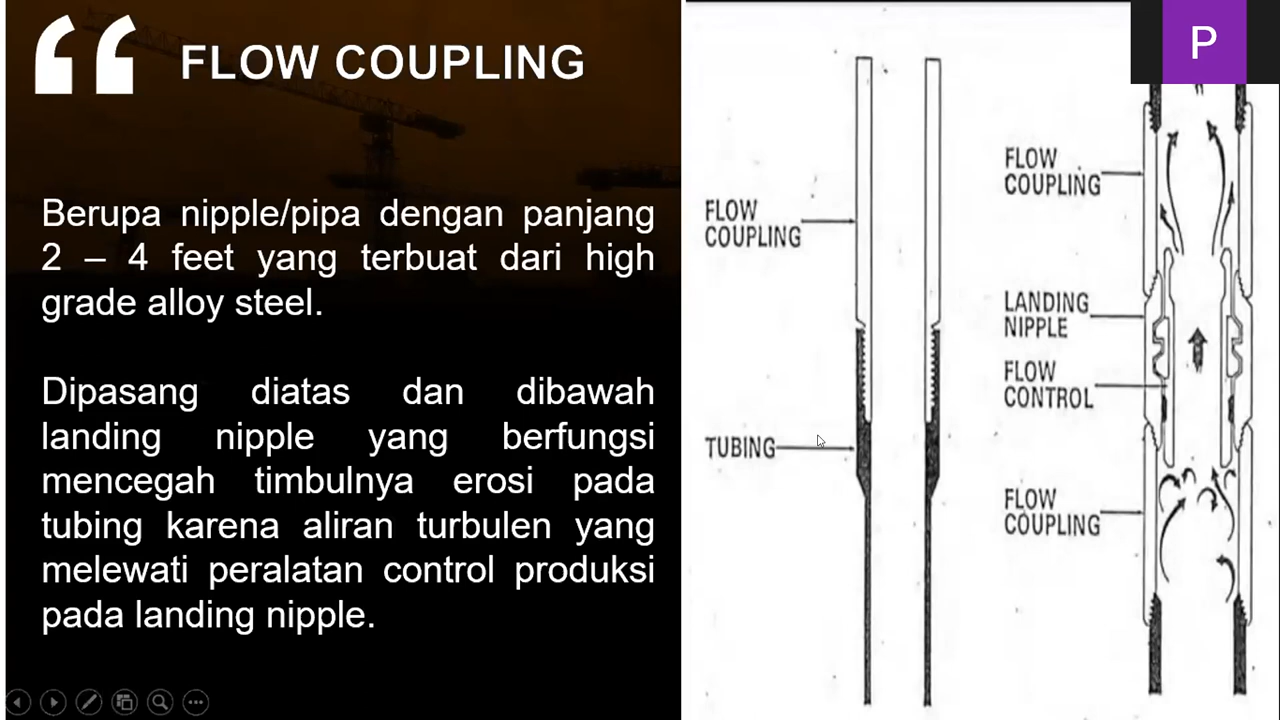 FLOW COUPLING
Berupa nipple/pipa dengan panjang
2 – 4 feet yang terbuat dari high
grade alloy steel.
Dipasang diatas dan dibawah
landing nipple yang berfungsi
mencegah timbulnya erosi pada
tubing karena aliran turbulen yang
melewati peralatan control produksi
pada landing nipple.
FLOW
COUPLING
TUBING
P
FLOW
COUPLING
LANDING
NIPPLE
FLOW
CONTROL
FLOW
COUPLING